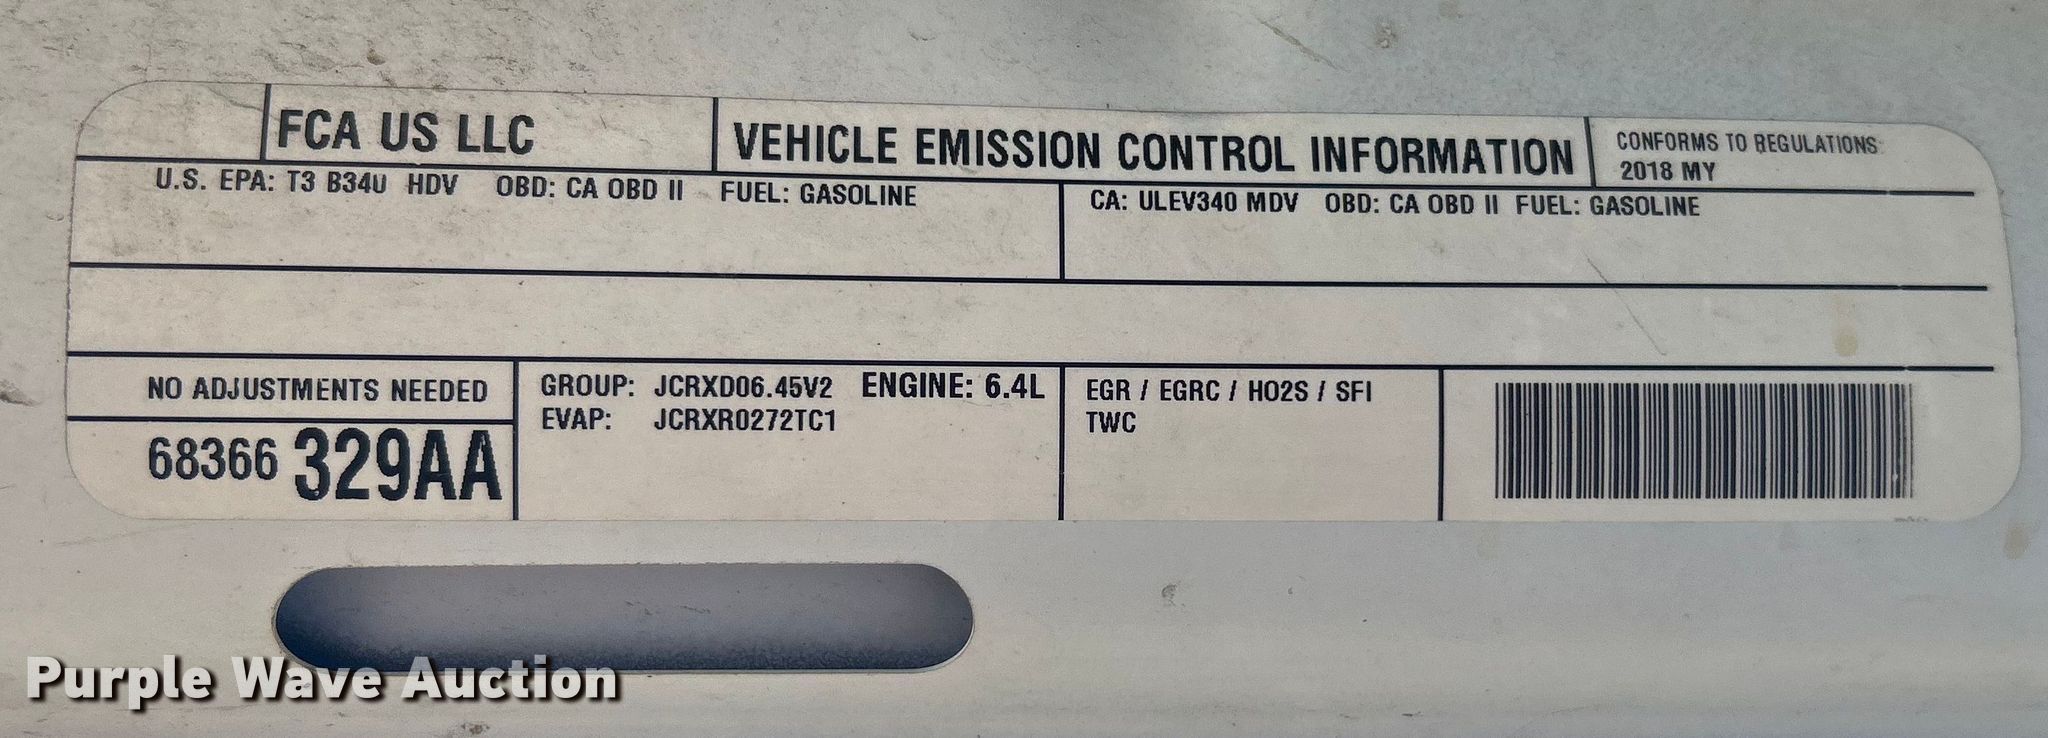 FCA US LLC
VEHICLE EMISSION CONTROL INFORMATION
CONFORMS TO REGULATIONS:
2018 MY
U.S. EPA: T3 B34U HDV OBD: CA OBD II FUEL: GASOLINE
CA: ULEV340 MDV OBD: CA OBD II FUEL: GASOLINE
NO ADJUSTMENTS NEEDED
68366 329AA
GROUP: JCRXD06.45V2 ENGINE: 6.4L
EVAP: JCRXR0272TC1
EGR / EGRC / HO2S / SFI
TWC
Purple Wave Auction